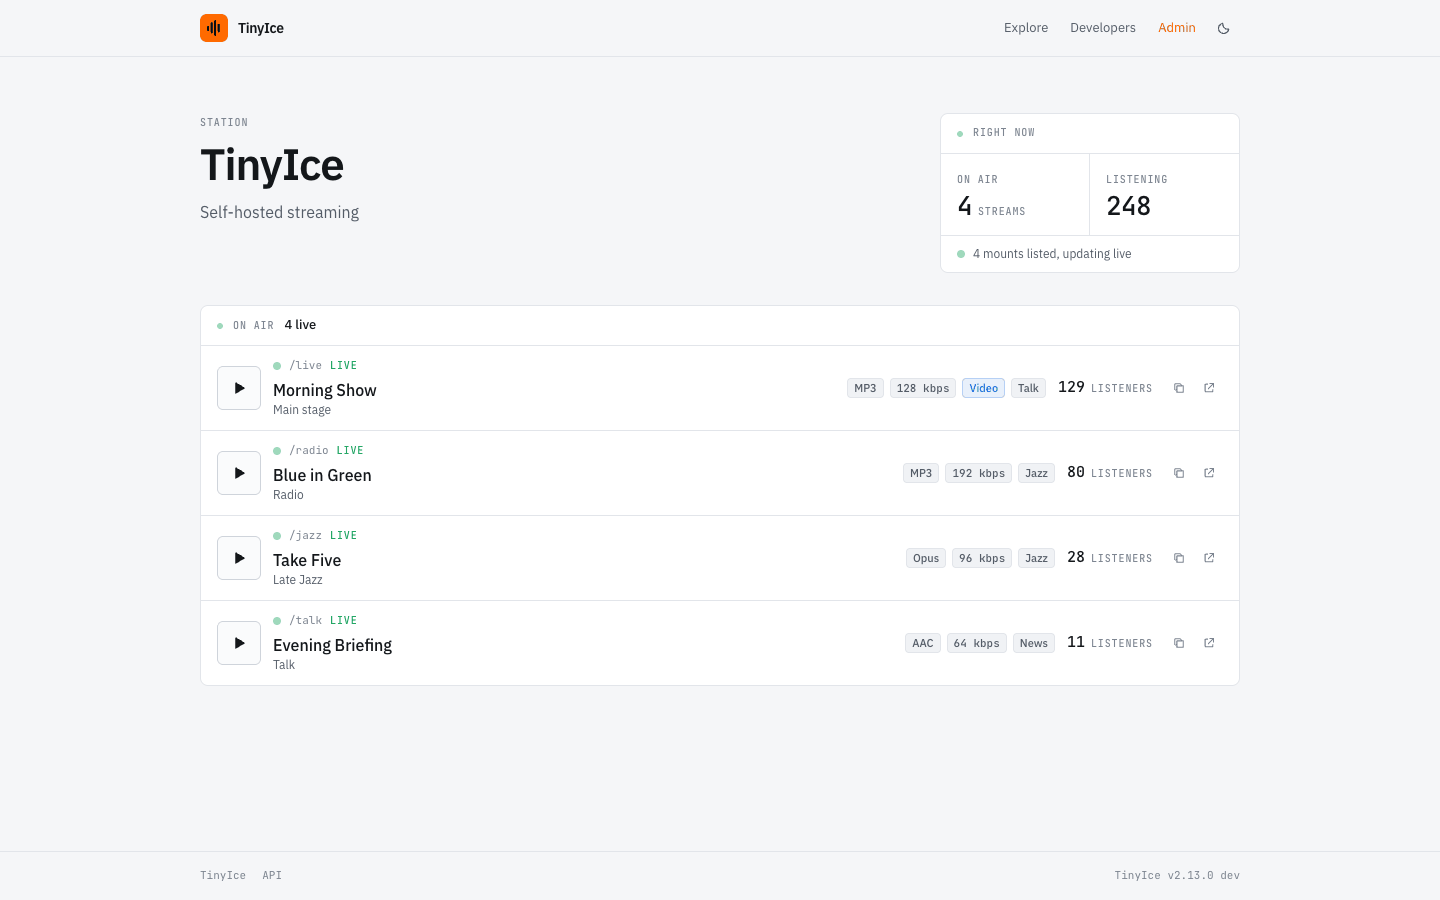 TinyIce
Explore Developers Admin
STATION
TinyIce
Self-hosted streaming
RIGHT NOW
ON AIR
4 STREAMS
LISTENING
248
4 mounts listed, updating live
ON AIR 4 live
/live LIVE
Morning Show
Main stage
MP3 128 kbps Video Talk 129 LISTENERS
/radio LIVE
Blue in Green
Radio
MP3 192 kbps Jazz 80 LISTENERS
/jazz LIVE
Take Five
Late Jazz
Opus 96 kbps Jazz 28 LISTENERS
/talk LIVE
Evening Briefing
Talk
AAC 64 kbps News 11 LISTENERS
TinyIce API
TinyIce v2.13.0 dev